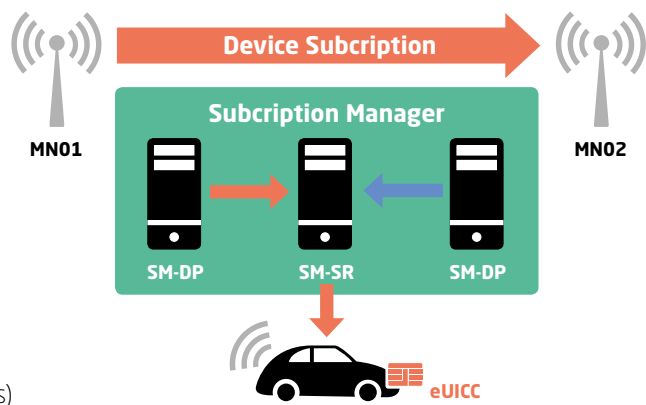 Device Subcription
Subcription Manager
MN01
MN02
SM-DP
SM-SR
SM-DP
eUICC
s)